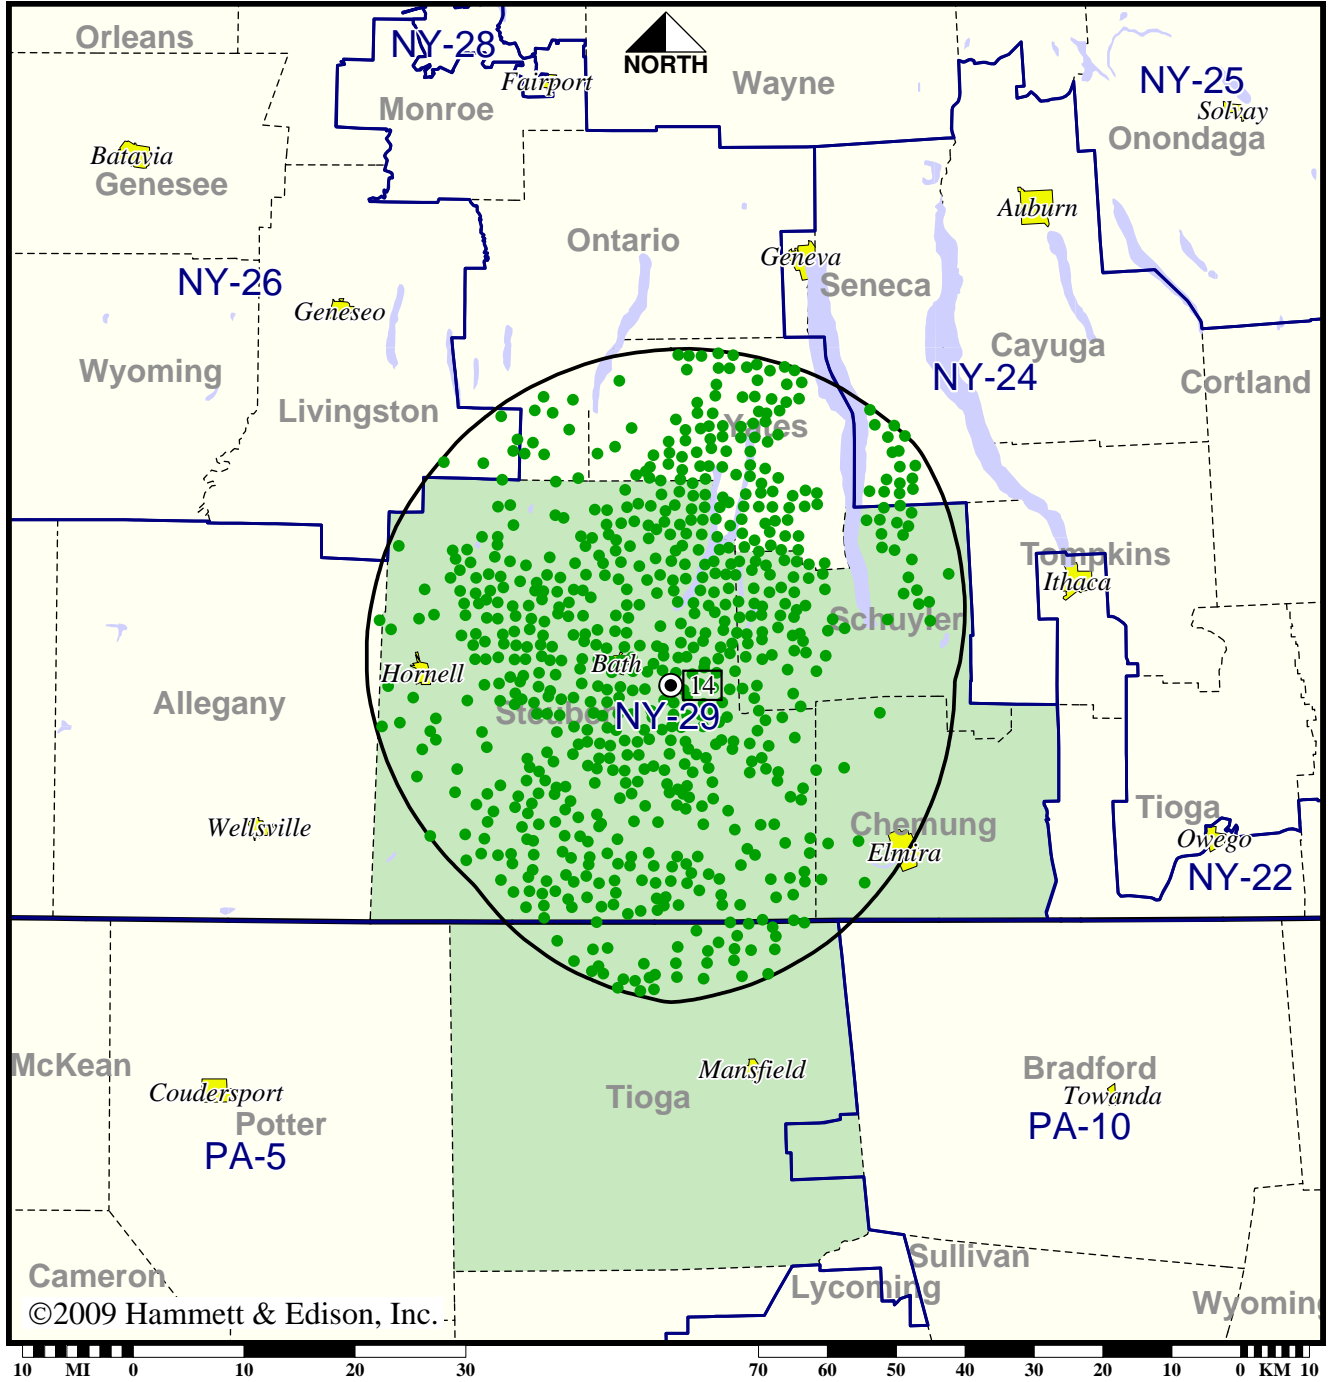 Orleans
NY-28
NORTH
Fairport
Wayne
NY-25
Monroe
Solvay
Onondaga
Batavia
Genesee
Auburn
Ontario
Geneva
NY-26
Seneca
Geneseo
Cayuga
Wyoming
NY-24
Cortland
Livingston
Yates
Tompkins
Ithaca
Schuyler
Bath
Hornell
14
Allegany
Steuben
NY-29
Tioga
Wellsville
Chemung
Elmira
Owego
NY-22
McKean
Mansfield
Bradford
Coudersport
Tioga
Towanda
Potter
PA-10
PA-5
Sullivan
Cameron
Lycoming
Wyoming
©2009 Hammett & Edison, Inc.
10 MI 0 10 20 30 70 60 50 40 30 20 10 0 KM 10